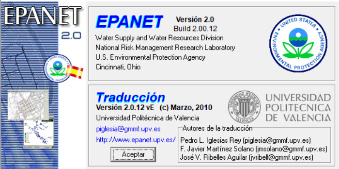 EPANET
2.0
EPANET Versión 2.0
Build 2.00.12
Water Supply and Water Resources Division
National Risk Management Research Laboratory
U.S. Environmental Protection Agency
Cincinnati, Ohio
UNITED STATES
ENVIRONMENTAL PROTECTION AGENCY
Traducción
Versión 2.0.12 vE (c) Marzo, 2010
Universidad Politécnica de Valencia
piglesia@gmmf.upv.es
http://www.epanet.upv.es/
Aceptar
UNIVERSIDAD
POLITECNICA
DE VALENCIA
Autores de la traducción
Pedro L. Iglesias Rey (piglesia@gmmf.upv.es)
F. Javier Martínez Solano (jmsolano@gmmf.upv.es)
José V. Ribelles Aguilar (jvribell@gmmf.upv.es)